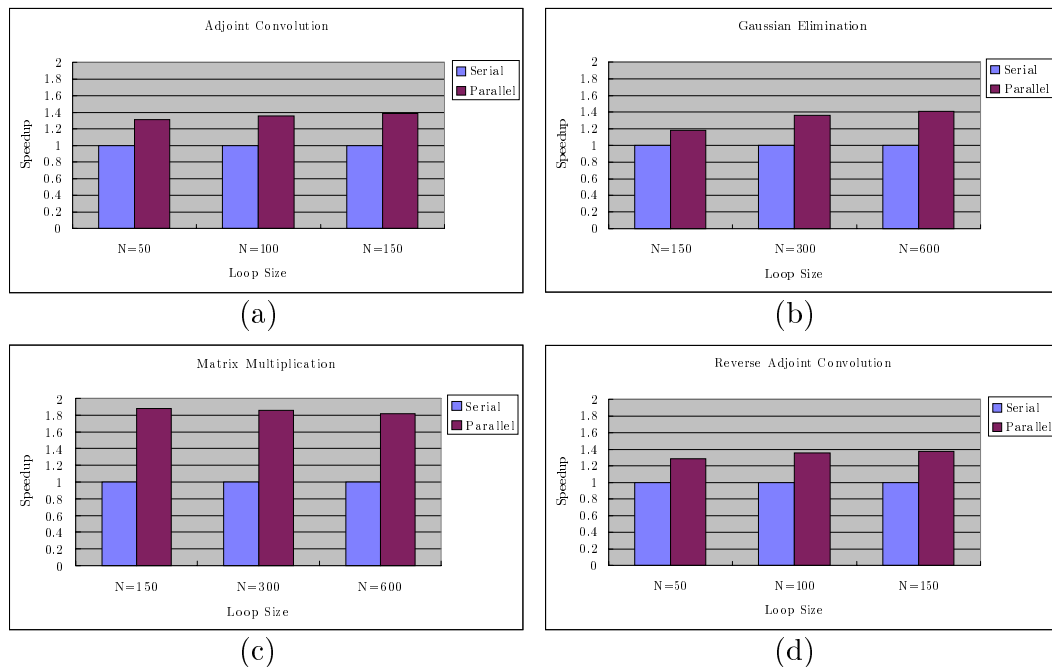 Adjoint Convolution
2
1.8
1.6
1.4
1.2
1
0.8
0.6
0.4
0.2
0
Speedup
Serial
Parallel
N=50 N=100 N=150
Loop Size
(a)
Gaussian Elimination
2
1.8
1.6
1.4
1.2
1
0.8
0.6
0.4
0.2
0
Speedup
Serial
Parallel
N=150 N=300 N=600
Loop Size
(b)
Matrix Multiplication
2
1.8
1.6
1.4
1.2
1
0.8
0.6
0.4
0.2
0
Speedup
Serial
Parallel
N=150 N=300 N=600
Loop Size
(c)
Reverse Adjoint Convolution
2
1.8
1.6
1.4
1.2
1
0.8
0.6
0.4
0.2
0
Speedup
Serial
Parallel
N=50 N=100 N=150
Loop Size
(d)